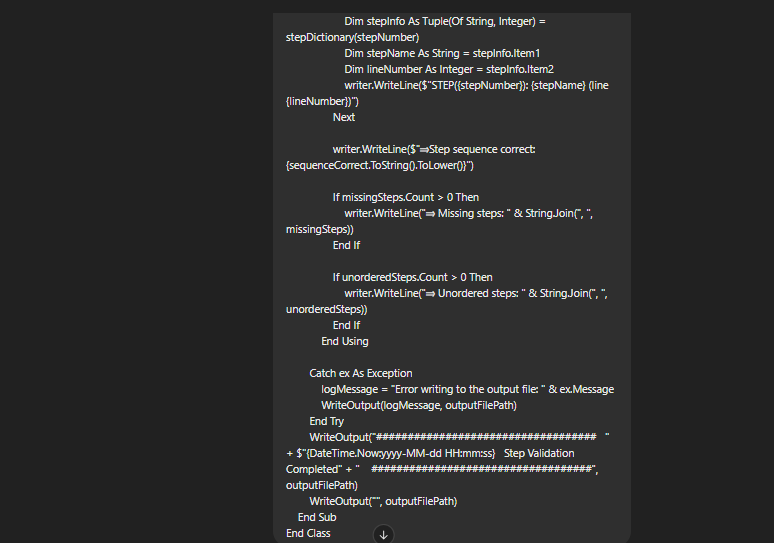 Dim stepInfo As Tuple(Of String, Integer) =
stepDictionary(stepNumber)
Dim stepName As String = stepInfo.Item1
Dim lineNumber As Integer = stepInfo.Item2
writer.WriteLine($"STEP({stepNumber}): {stepName} (line
{lineNumber})")
Next
writer.WriteLine($"==>Step sequence correct:
{sequenceCorrect.ToString().ToLower()}")
If missingSteps.Count > 0 Then
writer.WriteLine("==> Missing steps: " & String.Join(", ",
missingSteps))
End If
If unorderedSteps.Count > 0 Then
writer.WriteLine("==> Unordered steps: " & String.Join(", ",
unorderedSteps))
End If
End Using
Catch ex As Exception
logMessage = "Error writing to the output file: " & ex.Message
WriteOutput(logMessage, outputFilePath)
End Try
WriteOutput("################################### "
+ $"{DateTime.Now:yyyy-MM-dd HH:mm:ss} Step Validation
Completed" + " ###################################",
outputFilePath)
WriteOutput("", outputFilePath)
End Sub
End Class